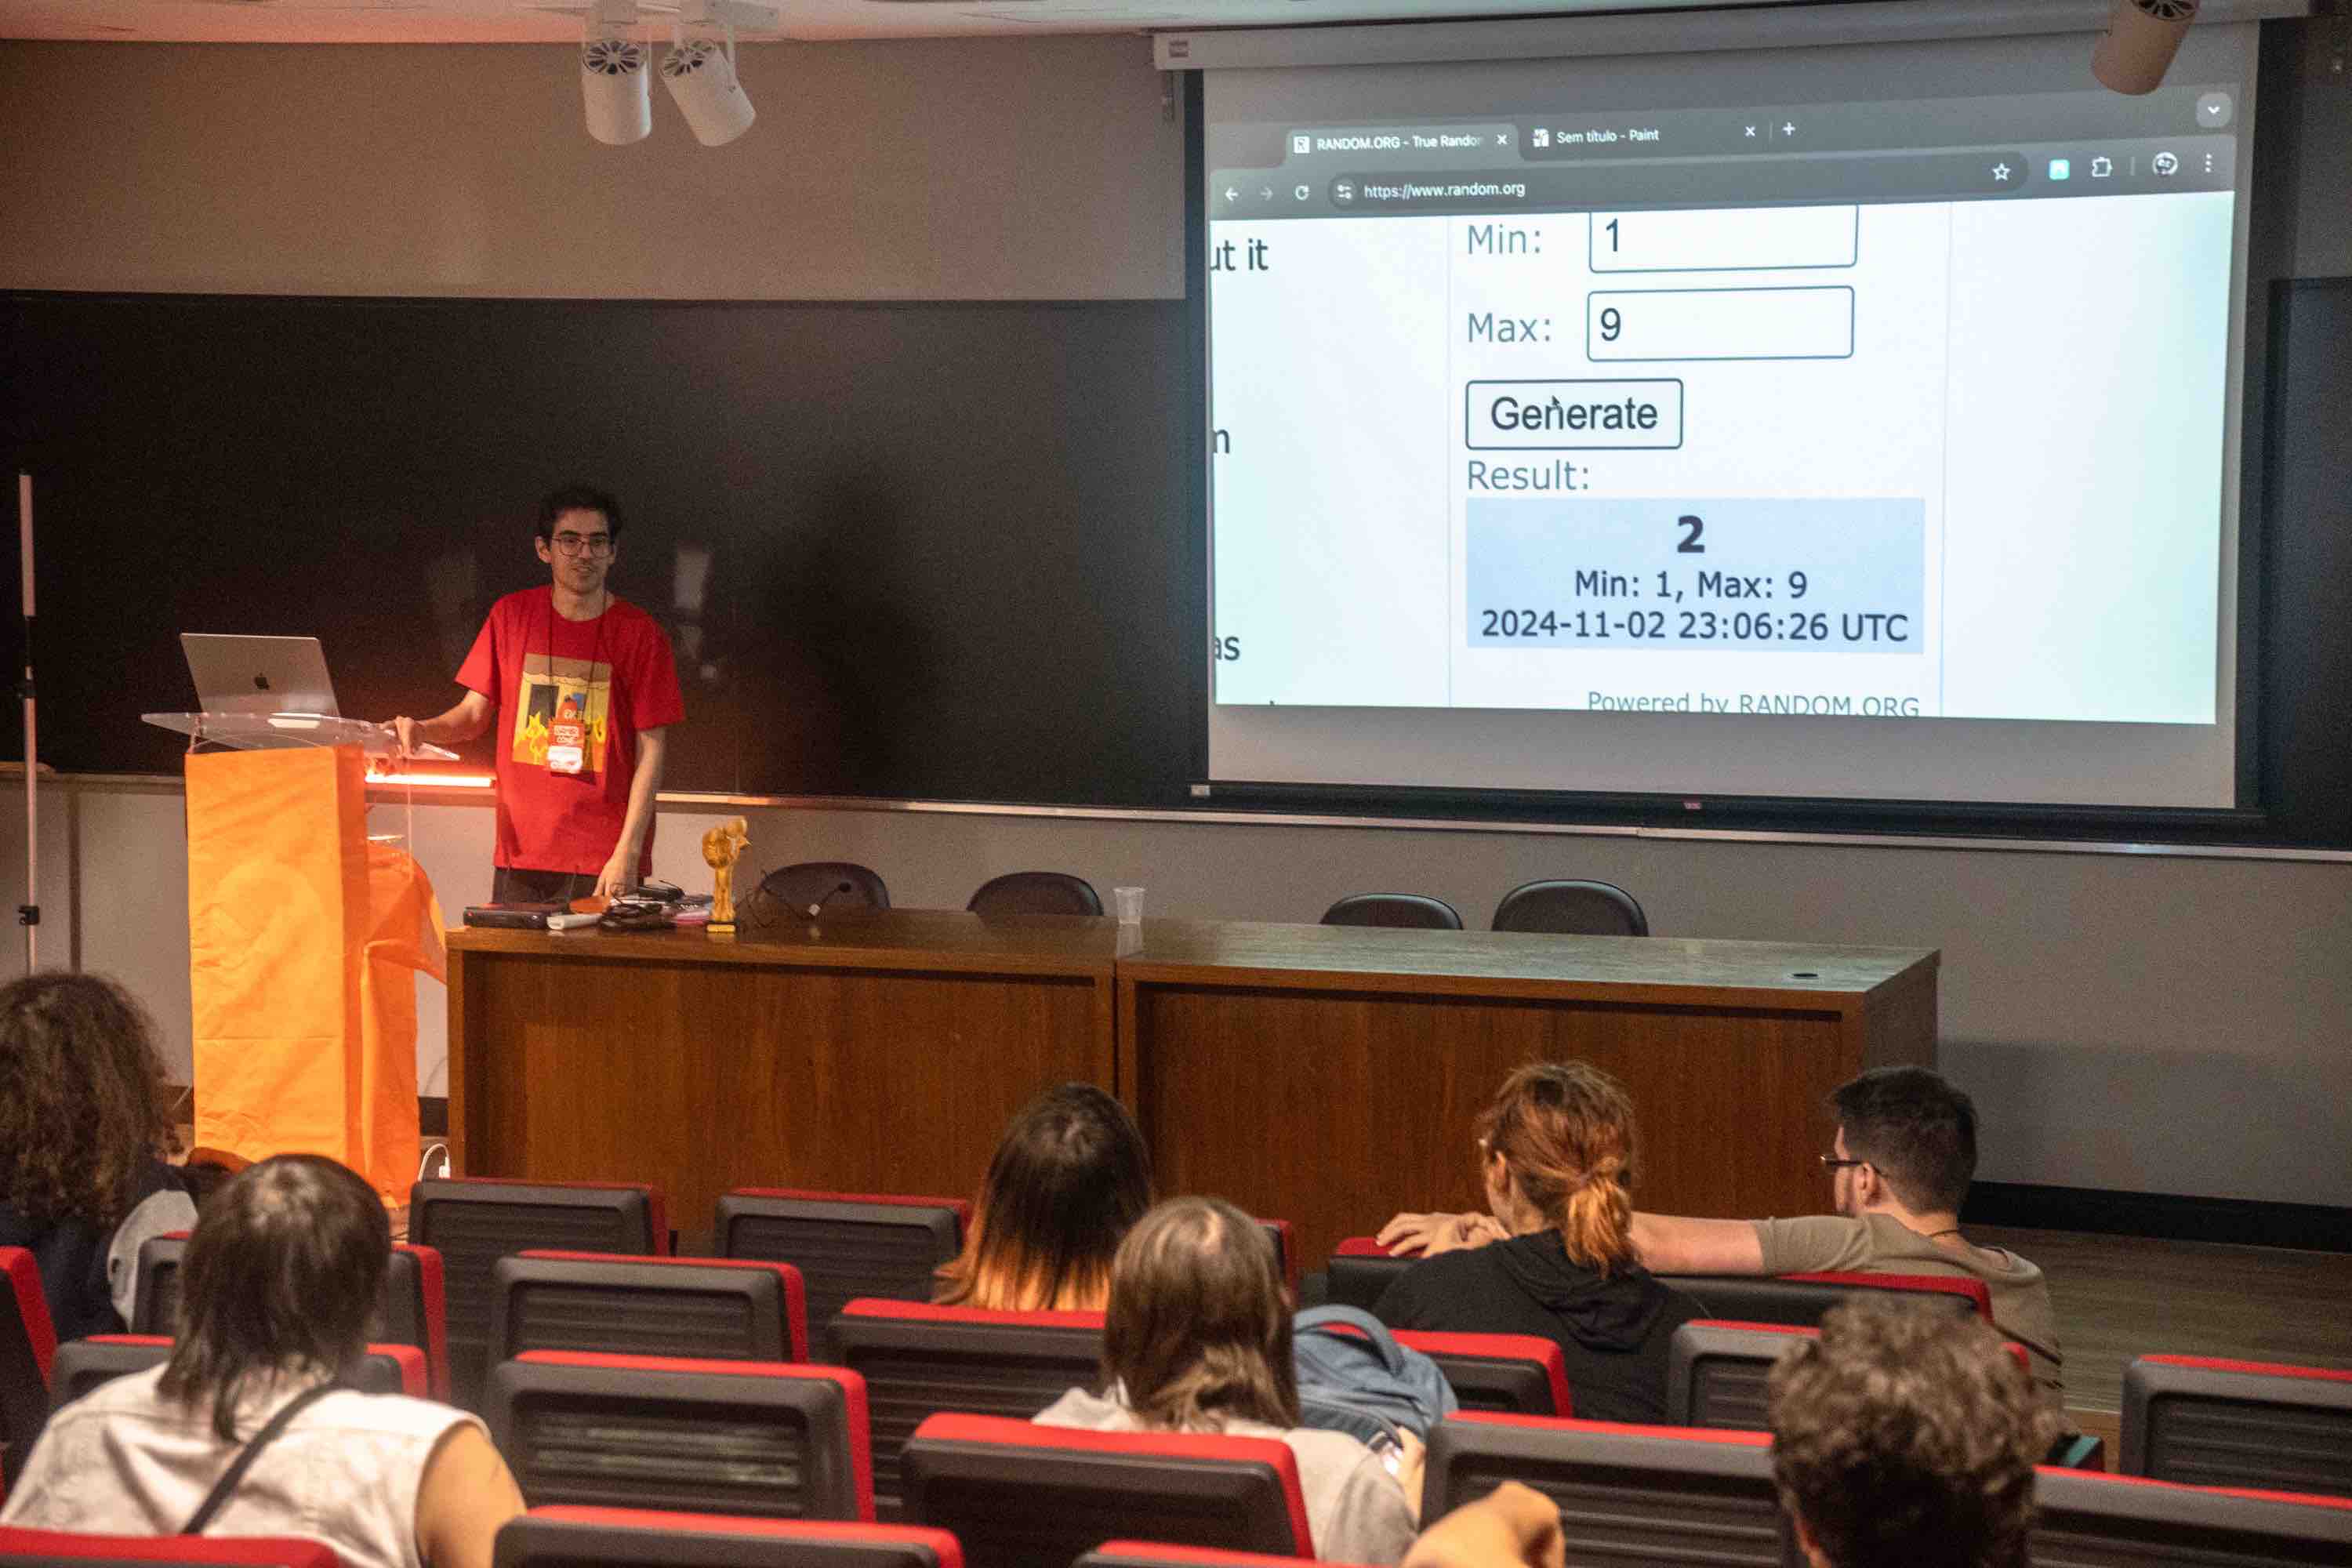 RANDOM.ORG - True Randor
Sem título - Paint
https://www.random.org
ut it
Min: 1
Max: 9
n
Generate
Result:
2
Min: 1, Max: 9
2024-11-02 23:06:26 UTC
as
Powered by RANDOM.ORG